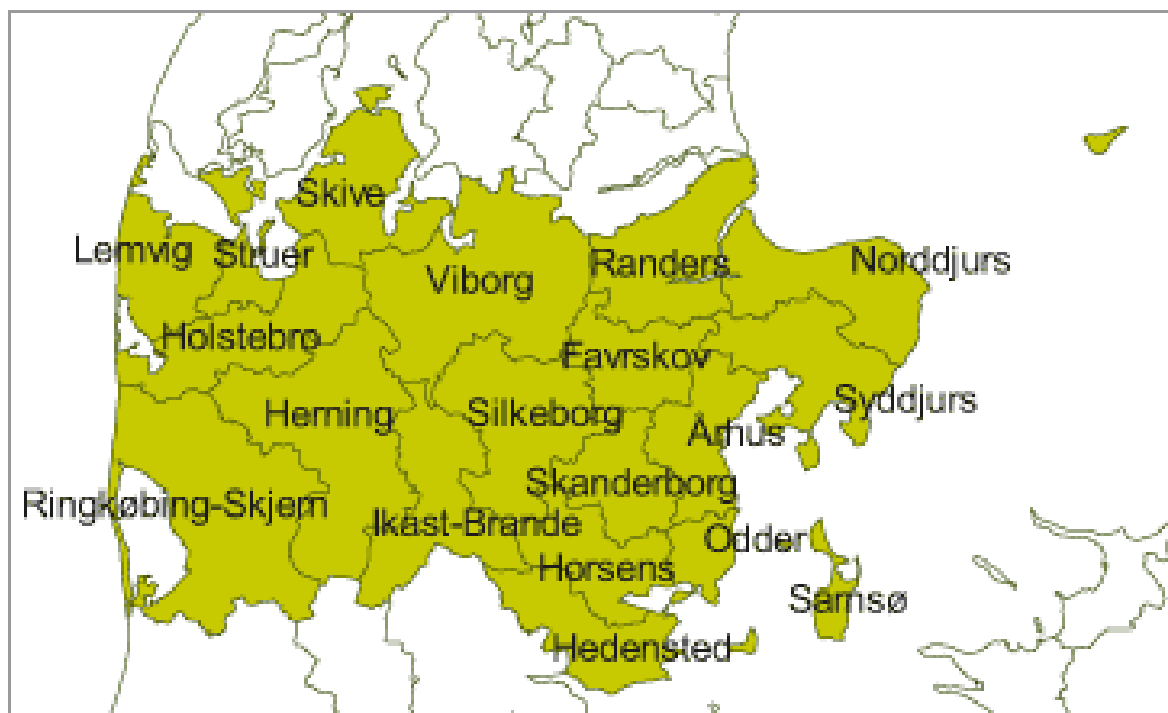 Skive
Lemvig
Struer
Viborg
Randers
Norddjurs
Holstebro
Favrskov
Herning
Silkeborg
Århus
Syddjurs
Ringkøbing-Skjern
Ikast-Brande
Skanderborg
Odder
Horsens
Samsø
Hedensted